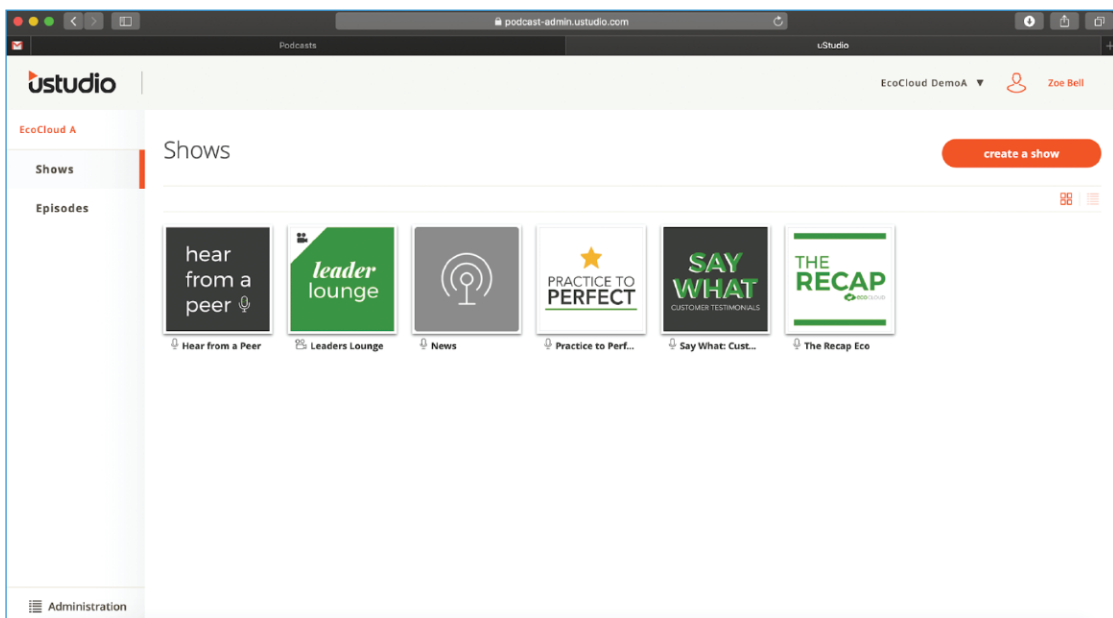 podcast-admin.ustudio.com
Podcasts
uStudio
ustudio
EcoCloud DemoA
Zoe Bell
EcoCloud A
Shows
Episodes
Shows
create a show
hear
from a
peer
leader
lounge
PRACTICE TO
PERFECT
SAY
WHAT
CUSTOMER TESTIMONIALS
THE
RECAP
ECOCLOUD
Hear from a Peer
Leaders Lounge
News
Practice to Perf...
Say What: Cust...
The Recap Eco
Administration